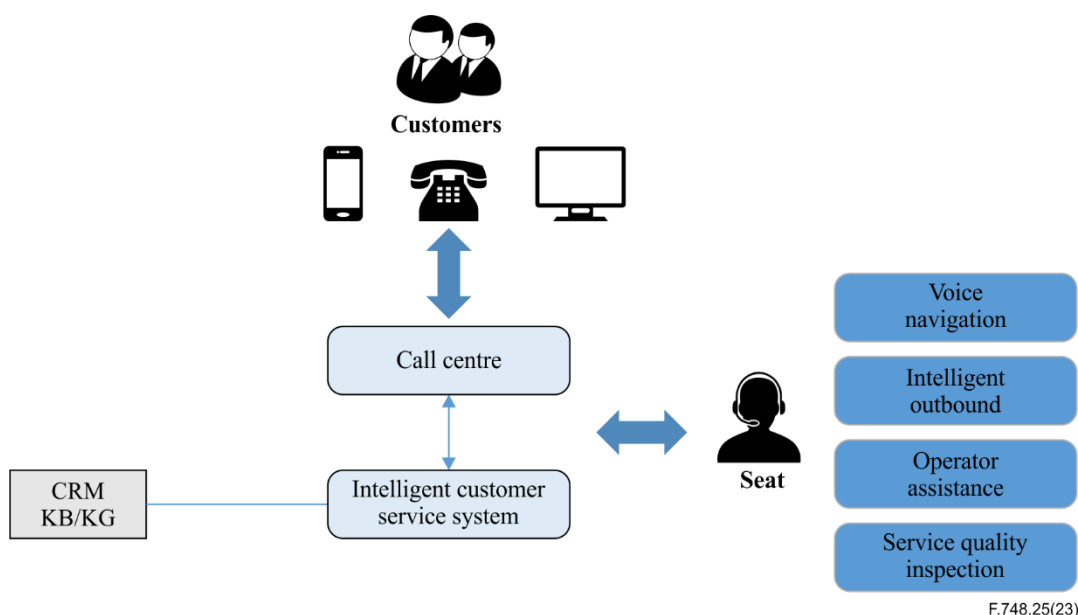 Customers
Call centre
Intelligent customer
service system
CRM
KB/KG
Seat
Voice
navigation
Intelligent
outbound
Operator
assistance
Service quality
inspection
F.748.25(23)